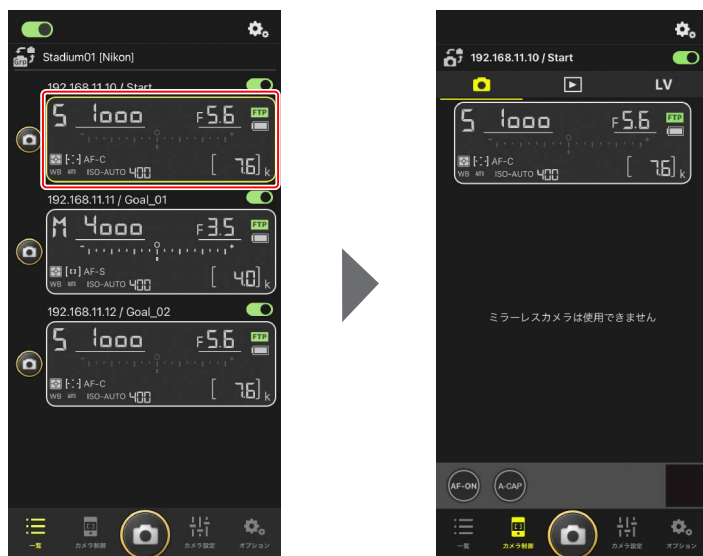 Grp Stadium01 [Nikon]
192.168.11.10 / Start
S 1000 F5.6 FTP
AF-C
WB ISO-AUTO 400 [ 7.6] k
192.168.11.11 / Goal_01
M 4000 F3.5 FTP
AF-S
WB ISO-AUTO 400 [ 4.0] k
192.168.11.12 / Goal_02
S 1000 F5.6 FTP
AF-C
WB ISO-AUTO 400 [ 7.6] k
一覧 カメラ制御 カメラ設定 オプション
192.168.11.10 / Start
LV
S 1000 F5.6 FTP
AF-C
WB ISO-AUTO 400 [ 7.6] k
ミラーレスカメラは使用できません
AF-ON A-CAP
一覧 カメラ制御 カメラ設定 オプション